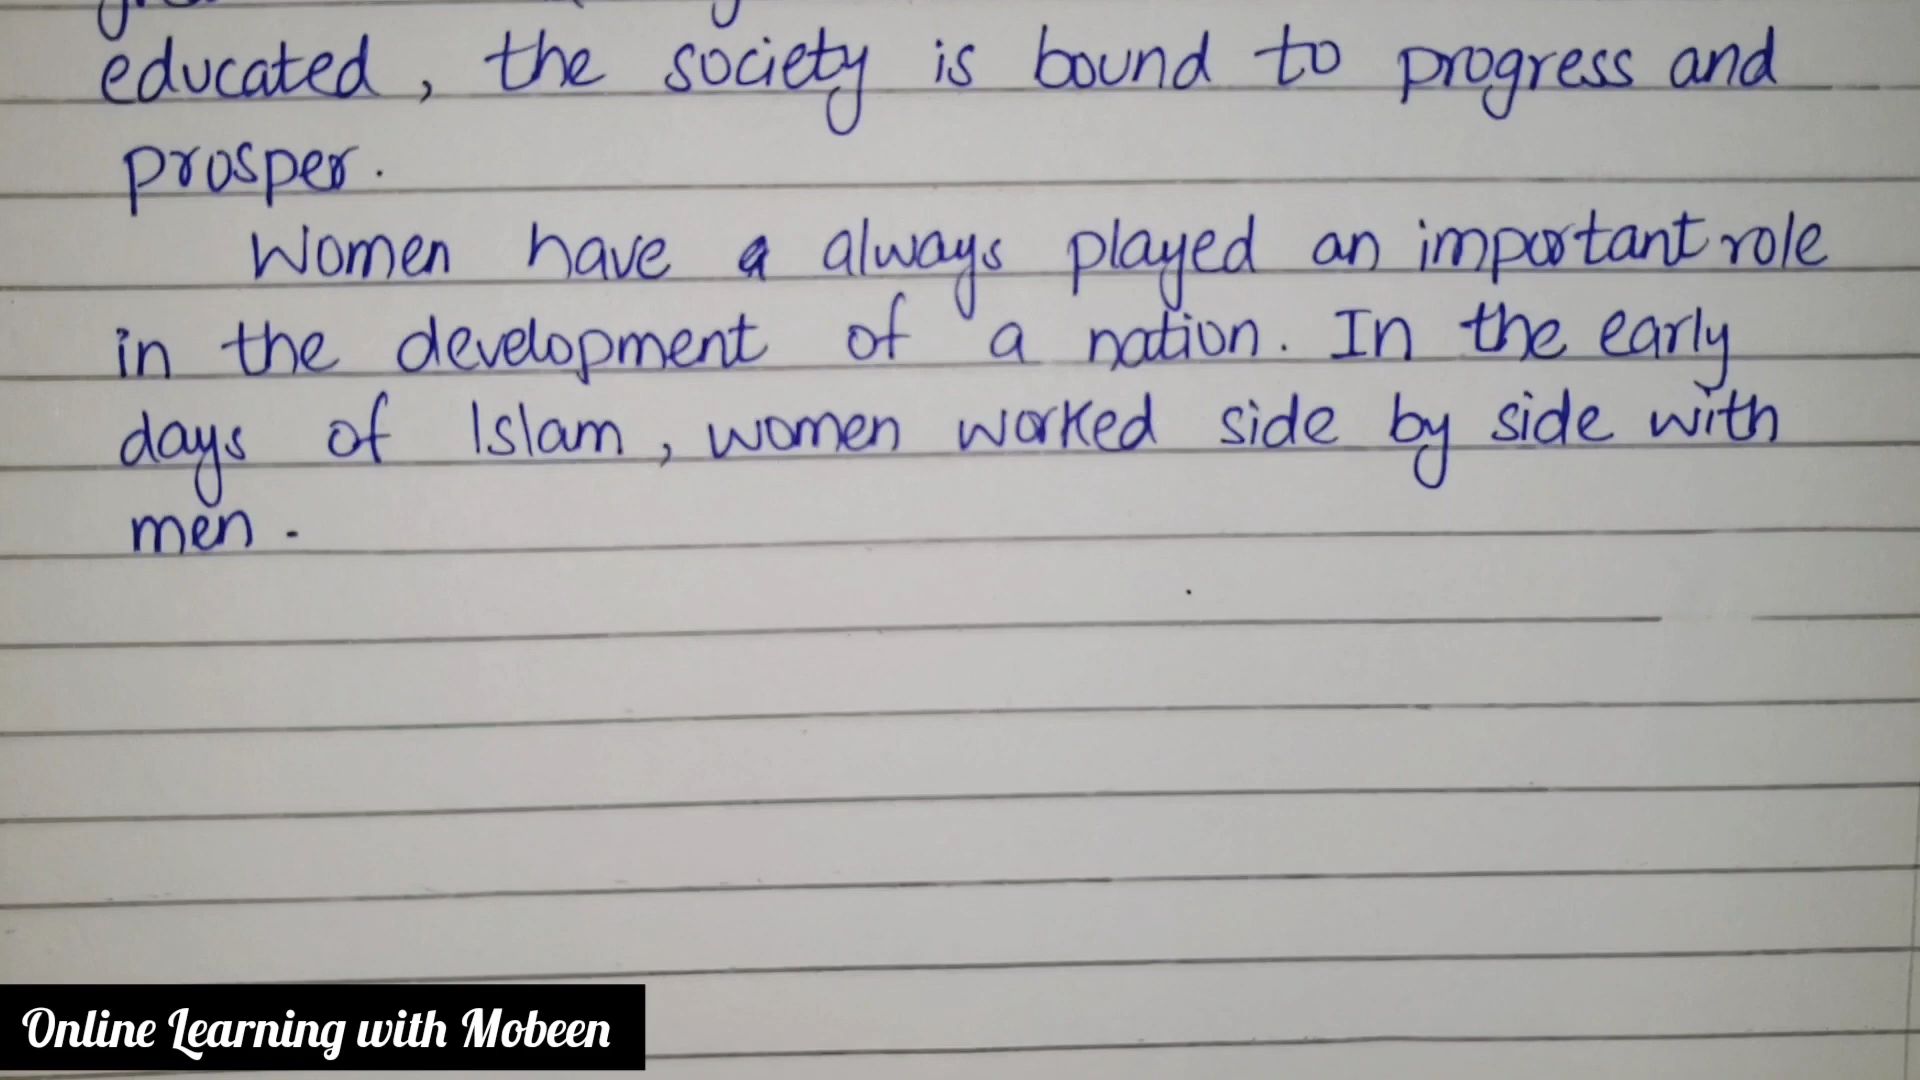 educated, the society is bound to progress and
prosper.
Women have a always played an important role
in the development of a nation. In the early
days of Islam, women worked side by side with
men.
Online Learning with Mobeen